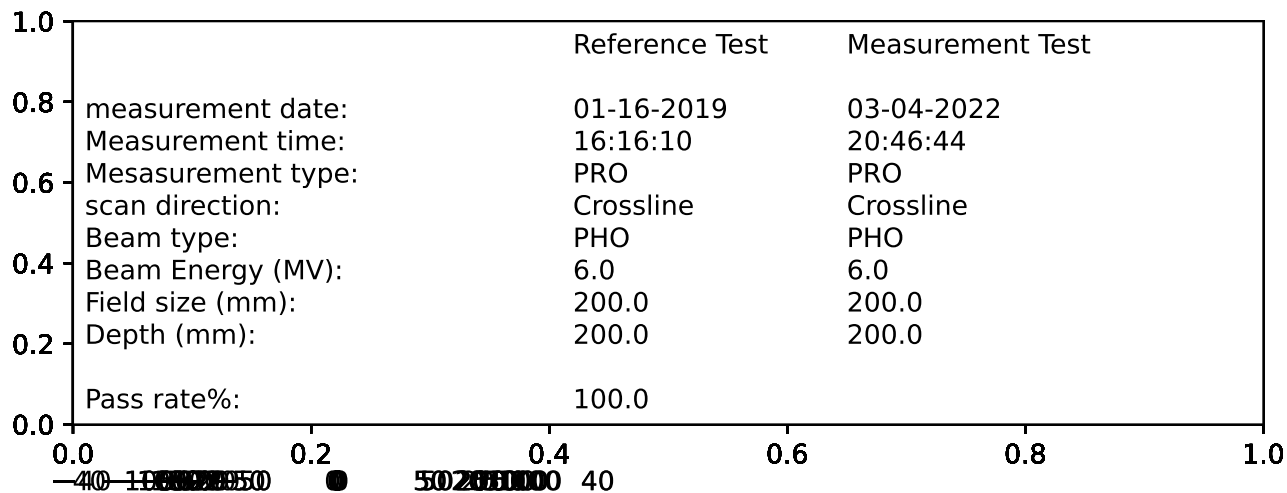 1.0
Reference Test Measurement Test
0.8 measurement date: 01-16-2019 03-04-2022
Measurement time: 16:16:10 20:46:44
0.6 Mesasurement type: PRO PRO
scan direction: Crossline Crossline
Beam type: PHO PHO
0.4 Beam Energy (MV): 6.0 6.0
Field size (mm): 200.0 200.0
0.2 Depth (mm): 200.0 200.0
Pass rate%: 100.0
0.0
0.0 0.2 0.4 0.6 0.8 1.0
40